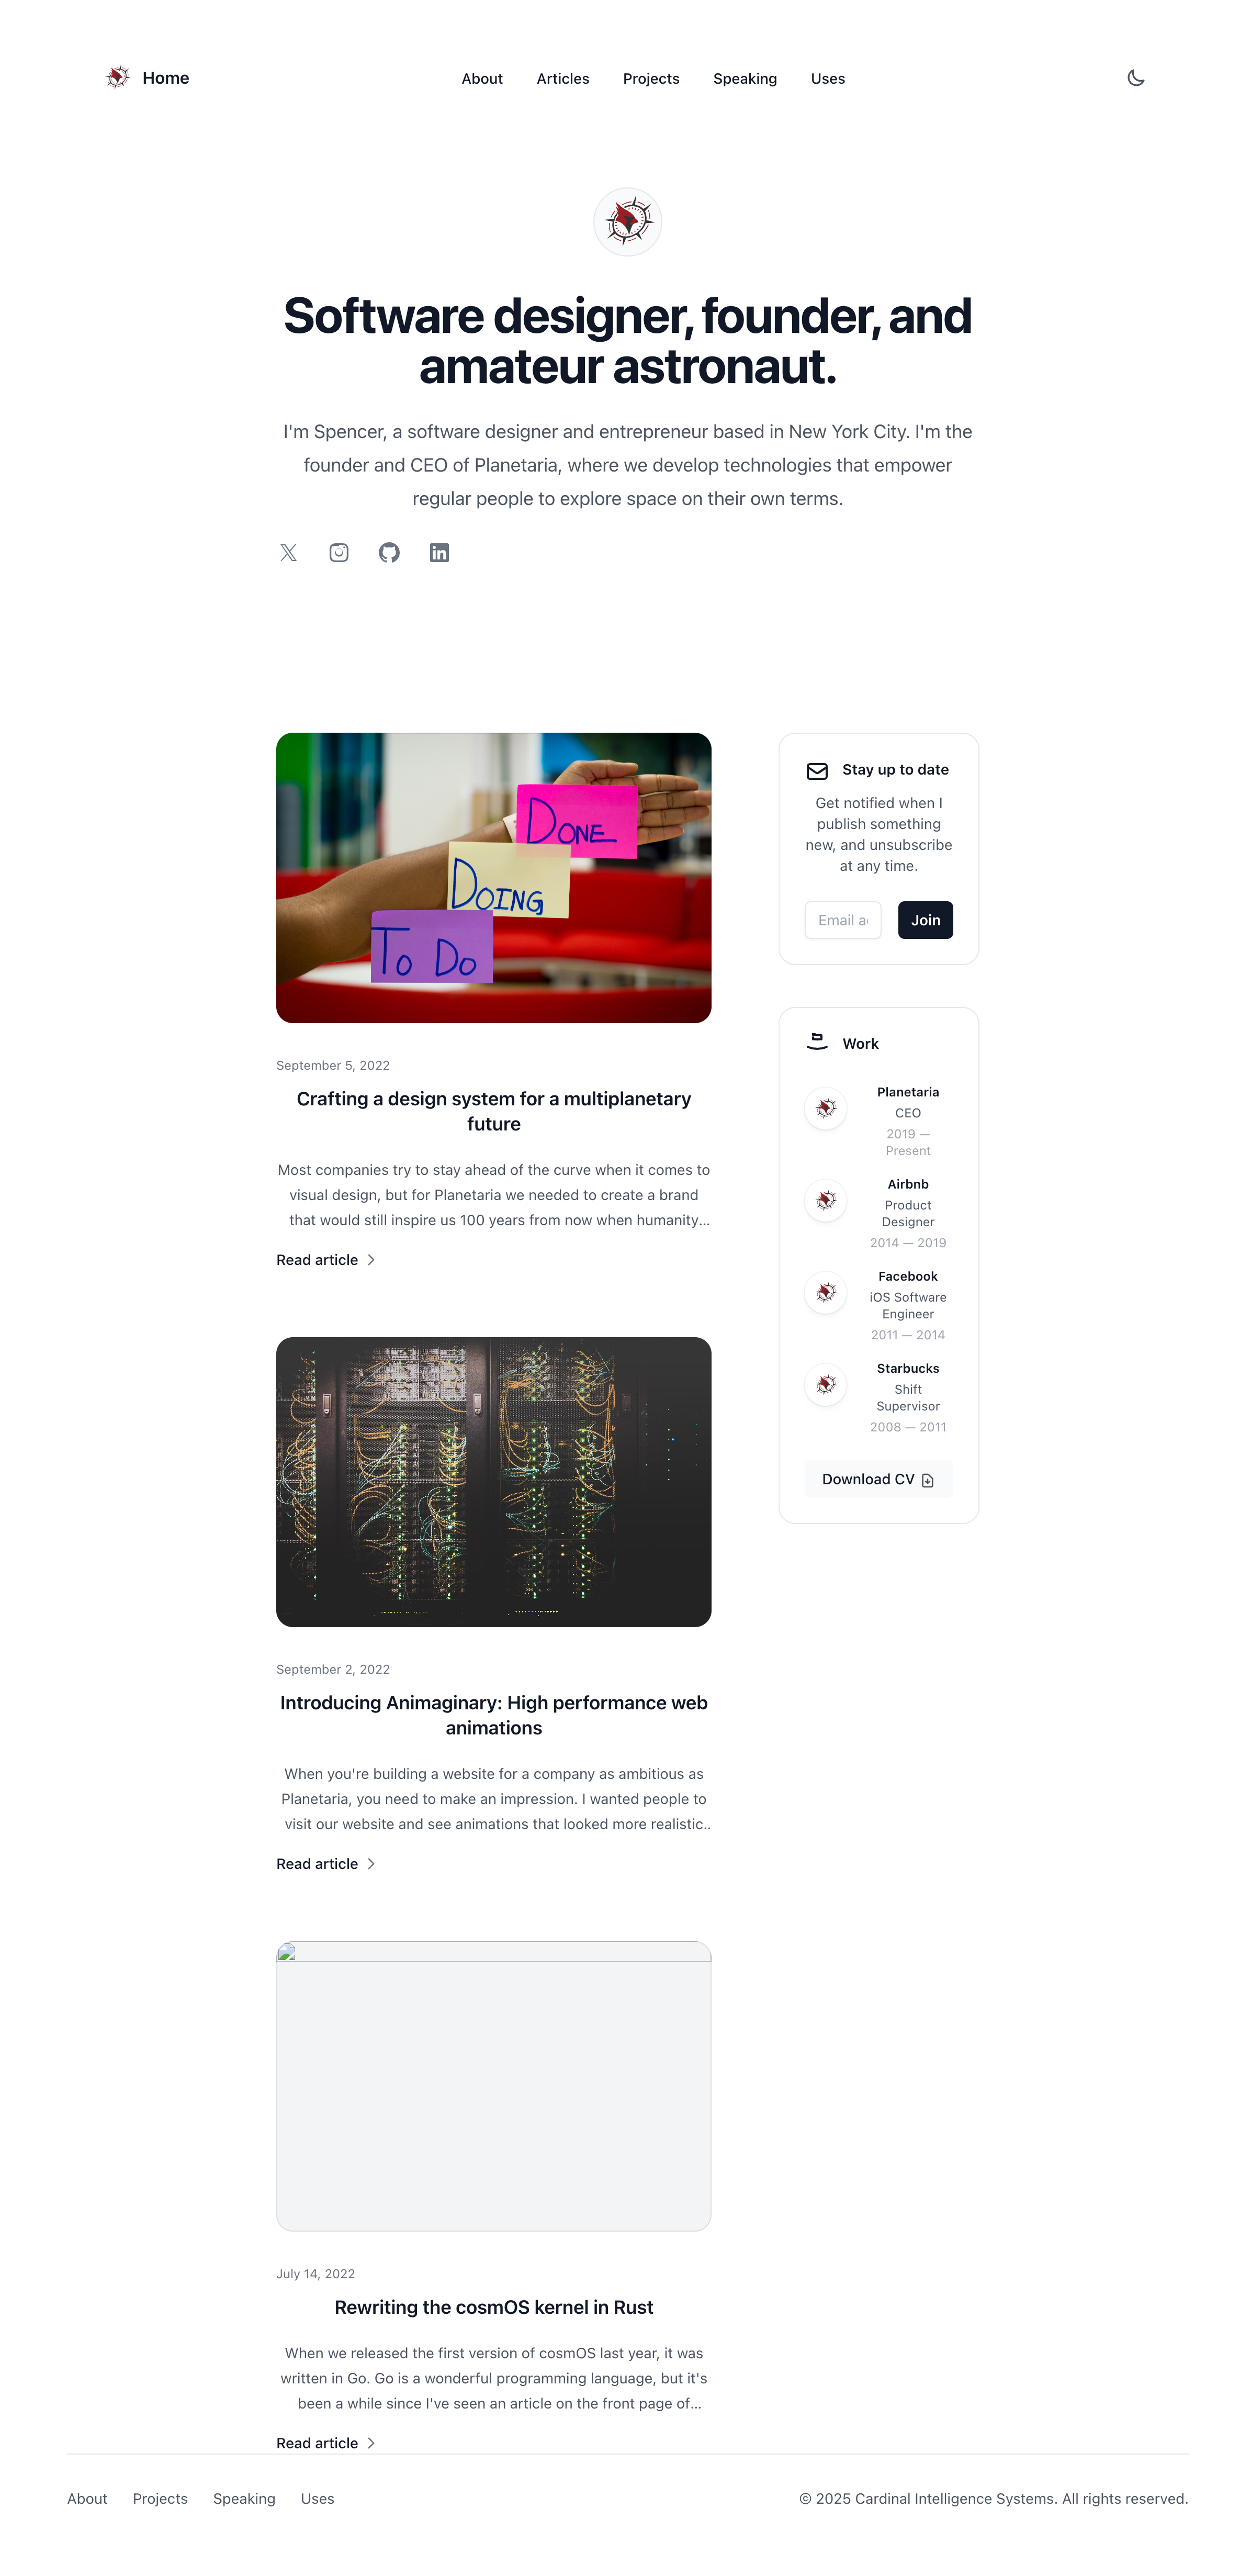 Home
About Articles Projects Speaking Uses
Software designer, founder, and
amateur astronaut.
I'm Spencer, a software designer and entrepreneur based in New York City. I'm the
founder and CEO of Planetaria, where we develop technologies that empower
regular people to explore space on their own terms.
DONE
DOING
TO DO
September 5, 2022
Crafting a design system for a multiplanetary
future
Most companies try to stay ahead of the curve when it comes to
visual design, but for Planetaria we needed to create a brand
that would still inspire us 100 years from now when humanity...
Read article
September 2, 2022
Introducing Animaginary: High performance web
animations
When you're building a website for a company as ambitious as
Planetaria, you need to make an impression. I wanted people to
visit our website and see animations that looked more realistic..
Read article
July 14, 2022
Rewriting the cosmOS kernel in Rust
When we released the first version of cosmOS last year, it was
written in Go. Go is a wonderful programming language, but it's
been a while since I've seen an article on the front page of...
Read article
Stay up to date
Get notified when I
publish something
new, and unsubscribe
at any time.
Email a
Join
Work
Planetaria
CEO
2019 —
Present
Airbnb
Product
Designer
2014 — 2019
Facebook
iOS Software
Engineer
2011 — 2014
Starbucks
Shift
Supervisor
2008 — 2011
Download CV
About Projects Speaking Uses
© 2025 Cardinal Intelligence Systems. All rights reserved.